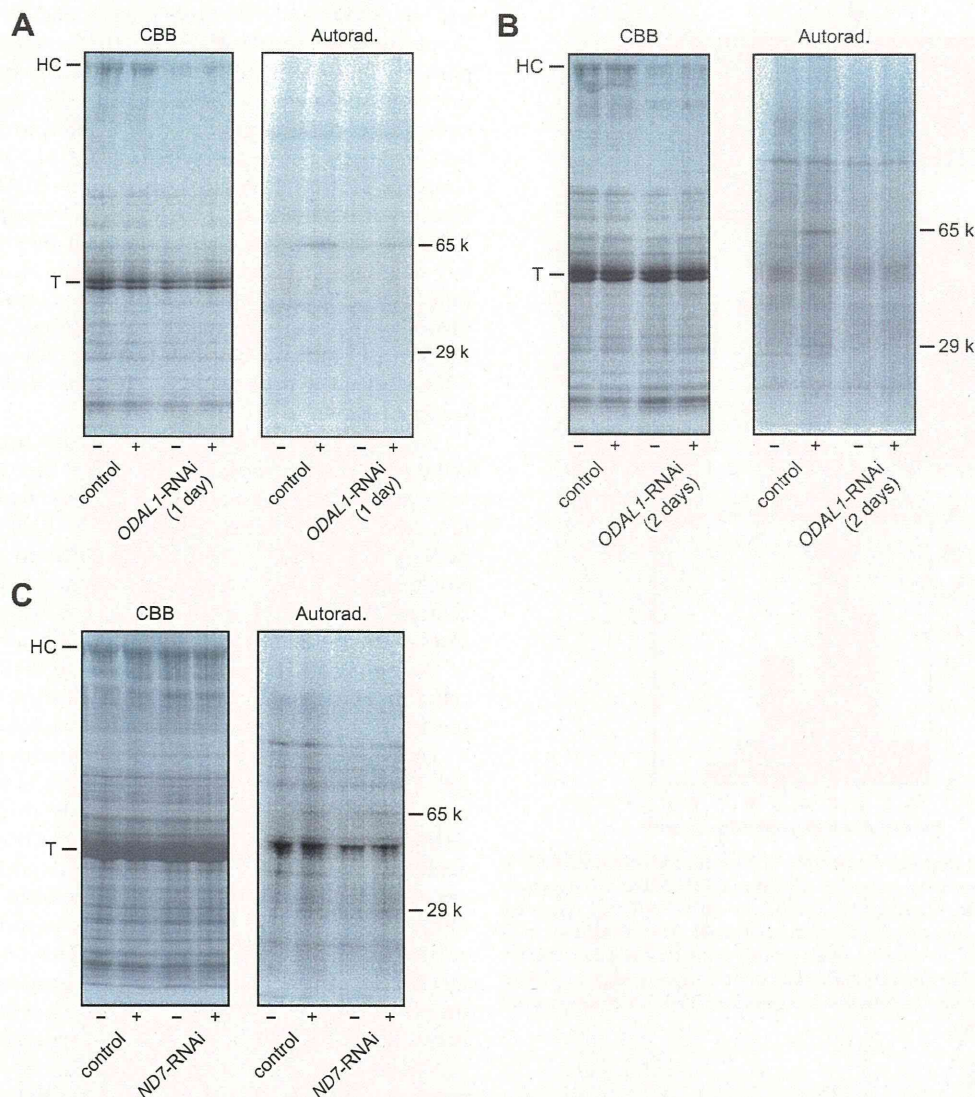 A
CBB
Autorad.
HC
T
65 k
29 k
– + – +
control
ODAL1-RNAi
(1 day)
– + – +
control
ODAL1-RNAi
(1 day)
B
CBB
Autorad.
HC
T
65 k
29 k
– + – +
control
ODAL1-RNAi
(2 days)
– + – +
control
ODAL1-RNAi
(2 days)
C
CBB
Autorad.
HC
T
65 k
29 k
– + – +
control
ND7-RNAi
– + – +
control
ND7-RNAi